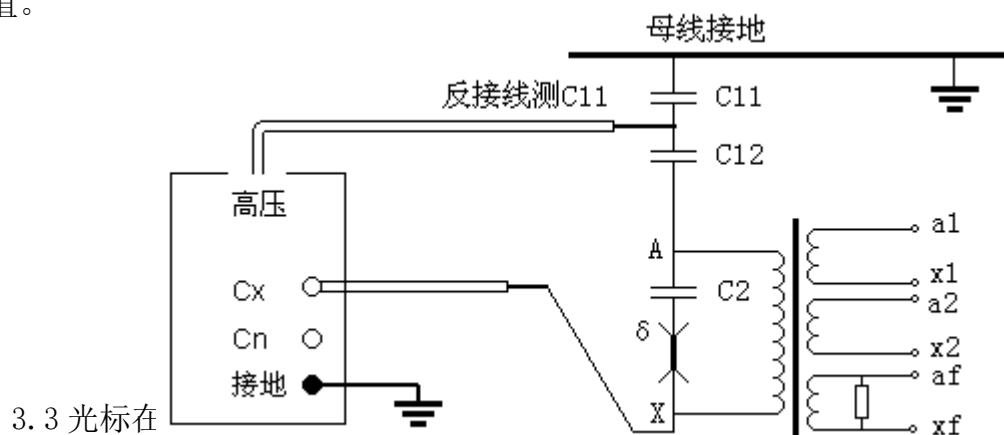 值。
母线接地
反接线测C11
C11
C12
高压
A
a1
Cx
C2
x1
a2
δ
Cn
x2
接地
af
3.3光标在
X
xf